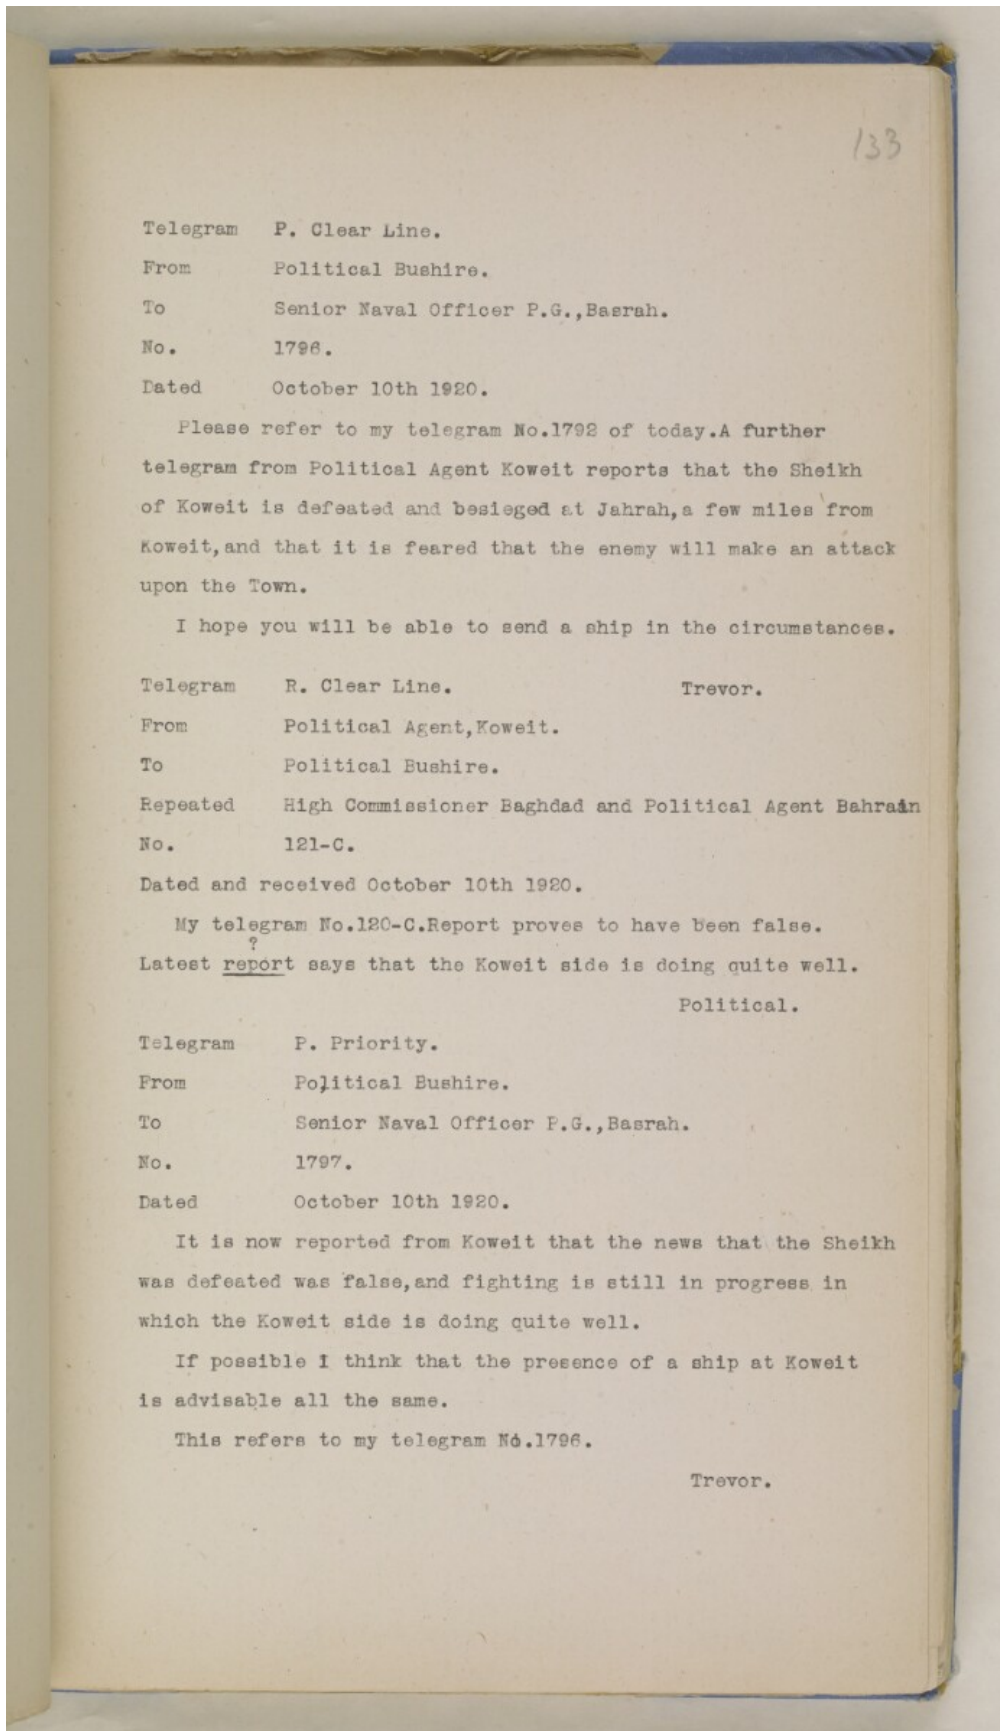 133
Telegram P. Clear Line.
From Political Bushire.
To Senior Naval Officer P.G.,Basrah.
No. 1796.
Dated October 10th 1920.
Please refer to my telegram No.1792 of today.A further
telegram from Political Agent Koweit reports that the Sheikh
of Koweit is defeated and besieged at Jahrah,a few miles from
Koweit,and that it is feared that the enemy will make an attack
upon the Town.
I hope you will be able to send a ship in the circumstances.
Telegram R. Clear Line. Trevor.
From Political Agent,Koweit.
To Political Bushire.
Repeated High Commissioner Baghdad and Political Agent Bahrain
No. 121-C.
Dated and received October 10th 1920.
My telegram No.120-C.Report proves to have been false.
?
Latest report says that the Koweit side is doing quite well.
Political.
Telegram P. Priority.
From Political Bushire.
To Senior Naval Officer P.G.,Basrah.
No. 1797.
Dated October 10th 1920.
It is now reported from Koweit that the news that the Sheikh
was defeated was false,and fighting is still in progress in
which the Koweit side is doing quite well.
If possible I think that the presence of a ship at Koweit
is advisable all the same.
This refers to my telegram No.1796.
Trevor.